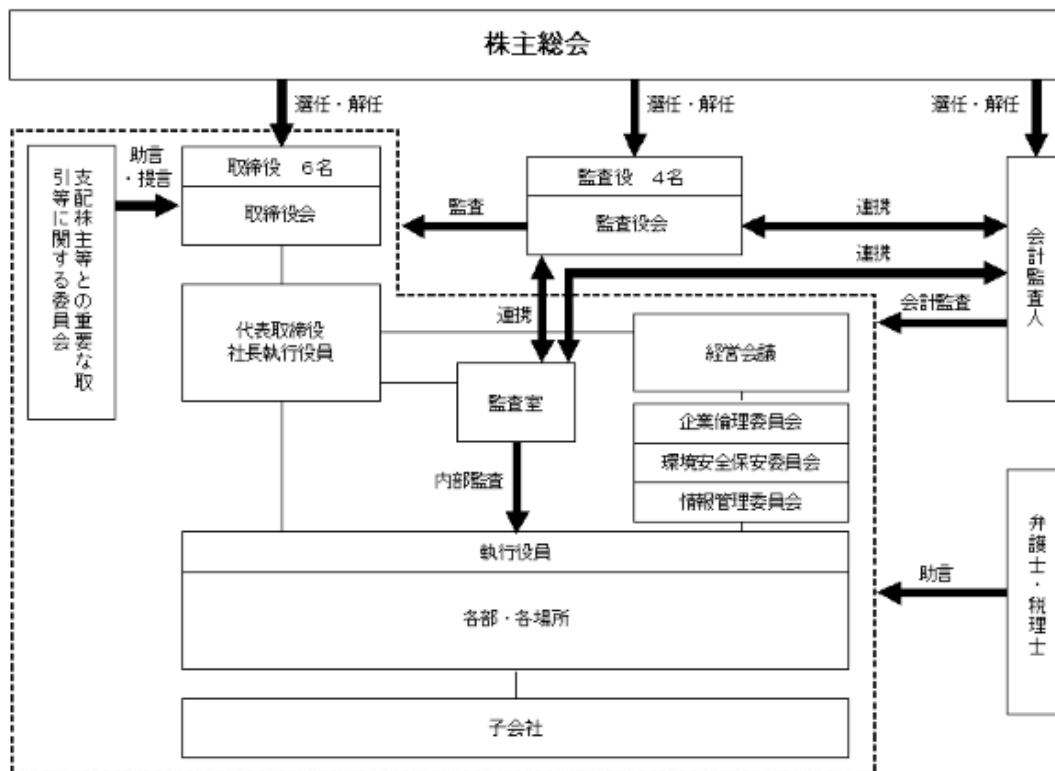 株主総会
選任・解任
選任・解任
選任・解任
支配株主等との重要な取
引等に関する委員会
助言
・提言
取締役 6名
取締役会
監査役 4名
監査役会
監査
連携
連携
会計監査人
会計監査
代表取締役
社長執行役員
連携
経営会議
監査室
企業倫理委員会
環境安全保安委員会
情報管理委員会
内部監査
執行役員
各部・各場所
助言
弁護士・税理士
子会社